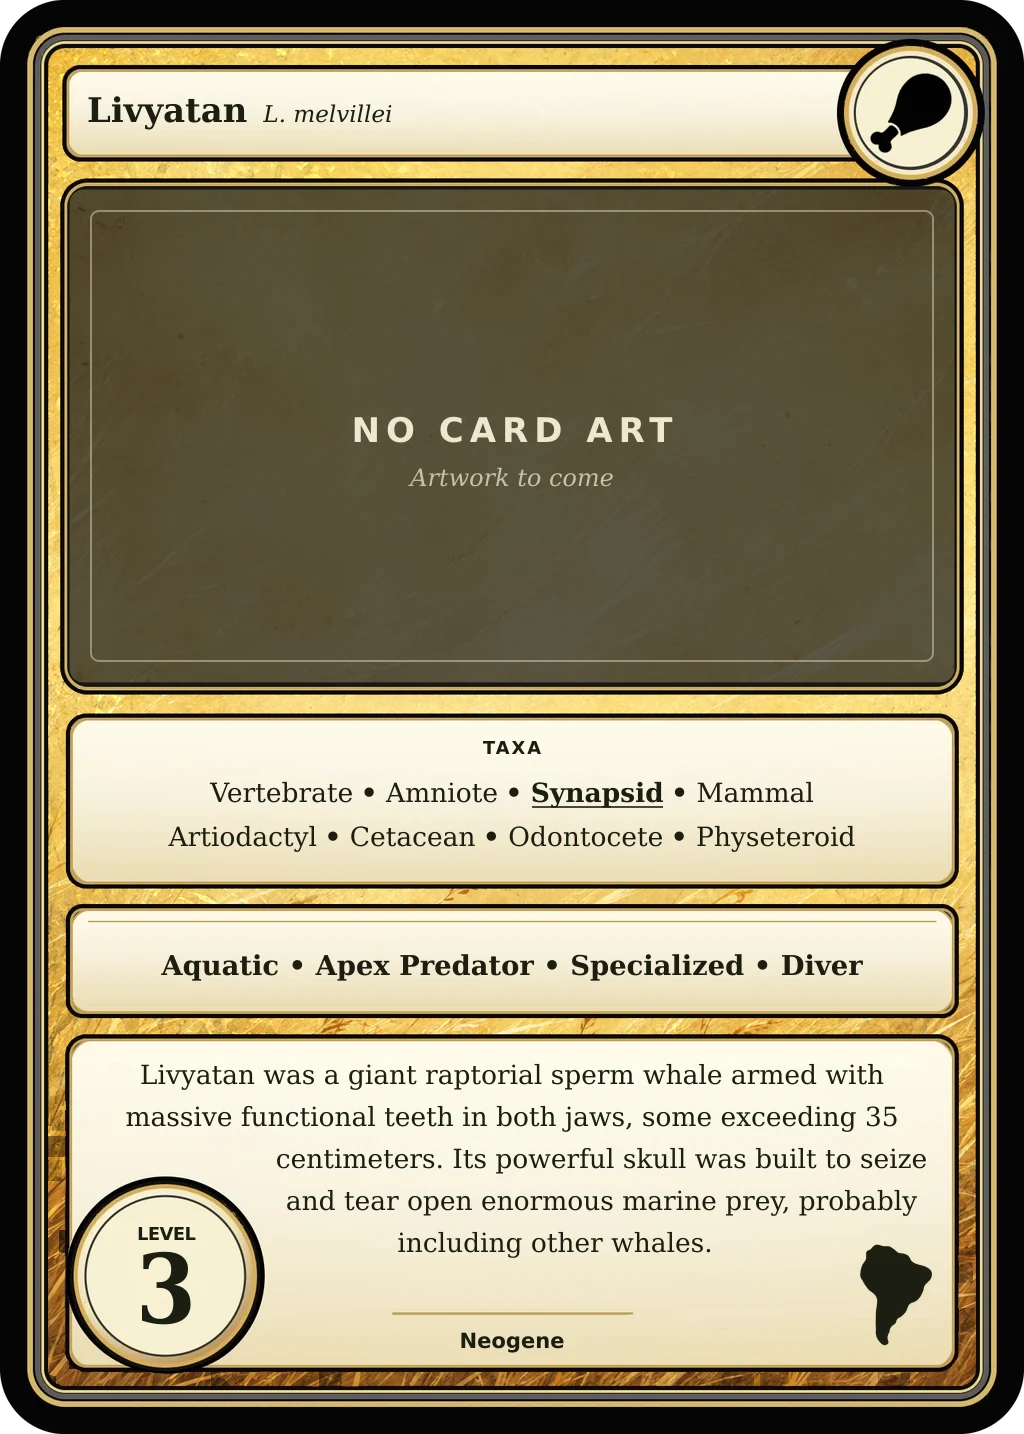 Livyatan L. melvillei
NO CARD ART
Artwork to come
TAXA
Vertebrate • Amniote • Synapsid • Mammal
Artiodactyl • Cetacean • Odontocete • Physeteroid
Aquatic • Apex Predator • Specialized • Diver
Livyatan was a giant raptorial sperm whale armed with
massive functional teeth in both jaws, some exceeding 35
centimeters. Its powerful skull was built to seize
and tear open enormous marine prey, probably
including other whales.
LEVEL
3
Neogene